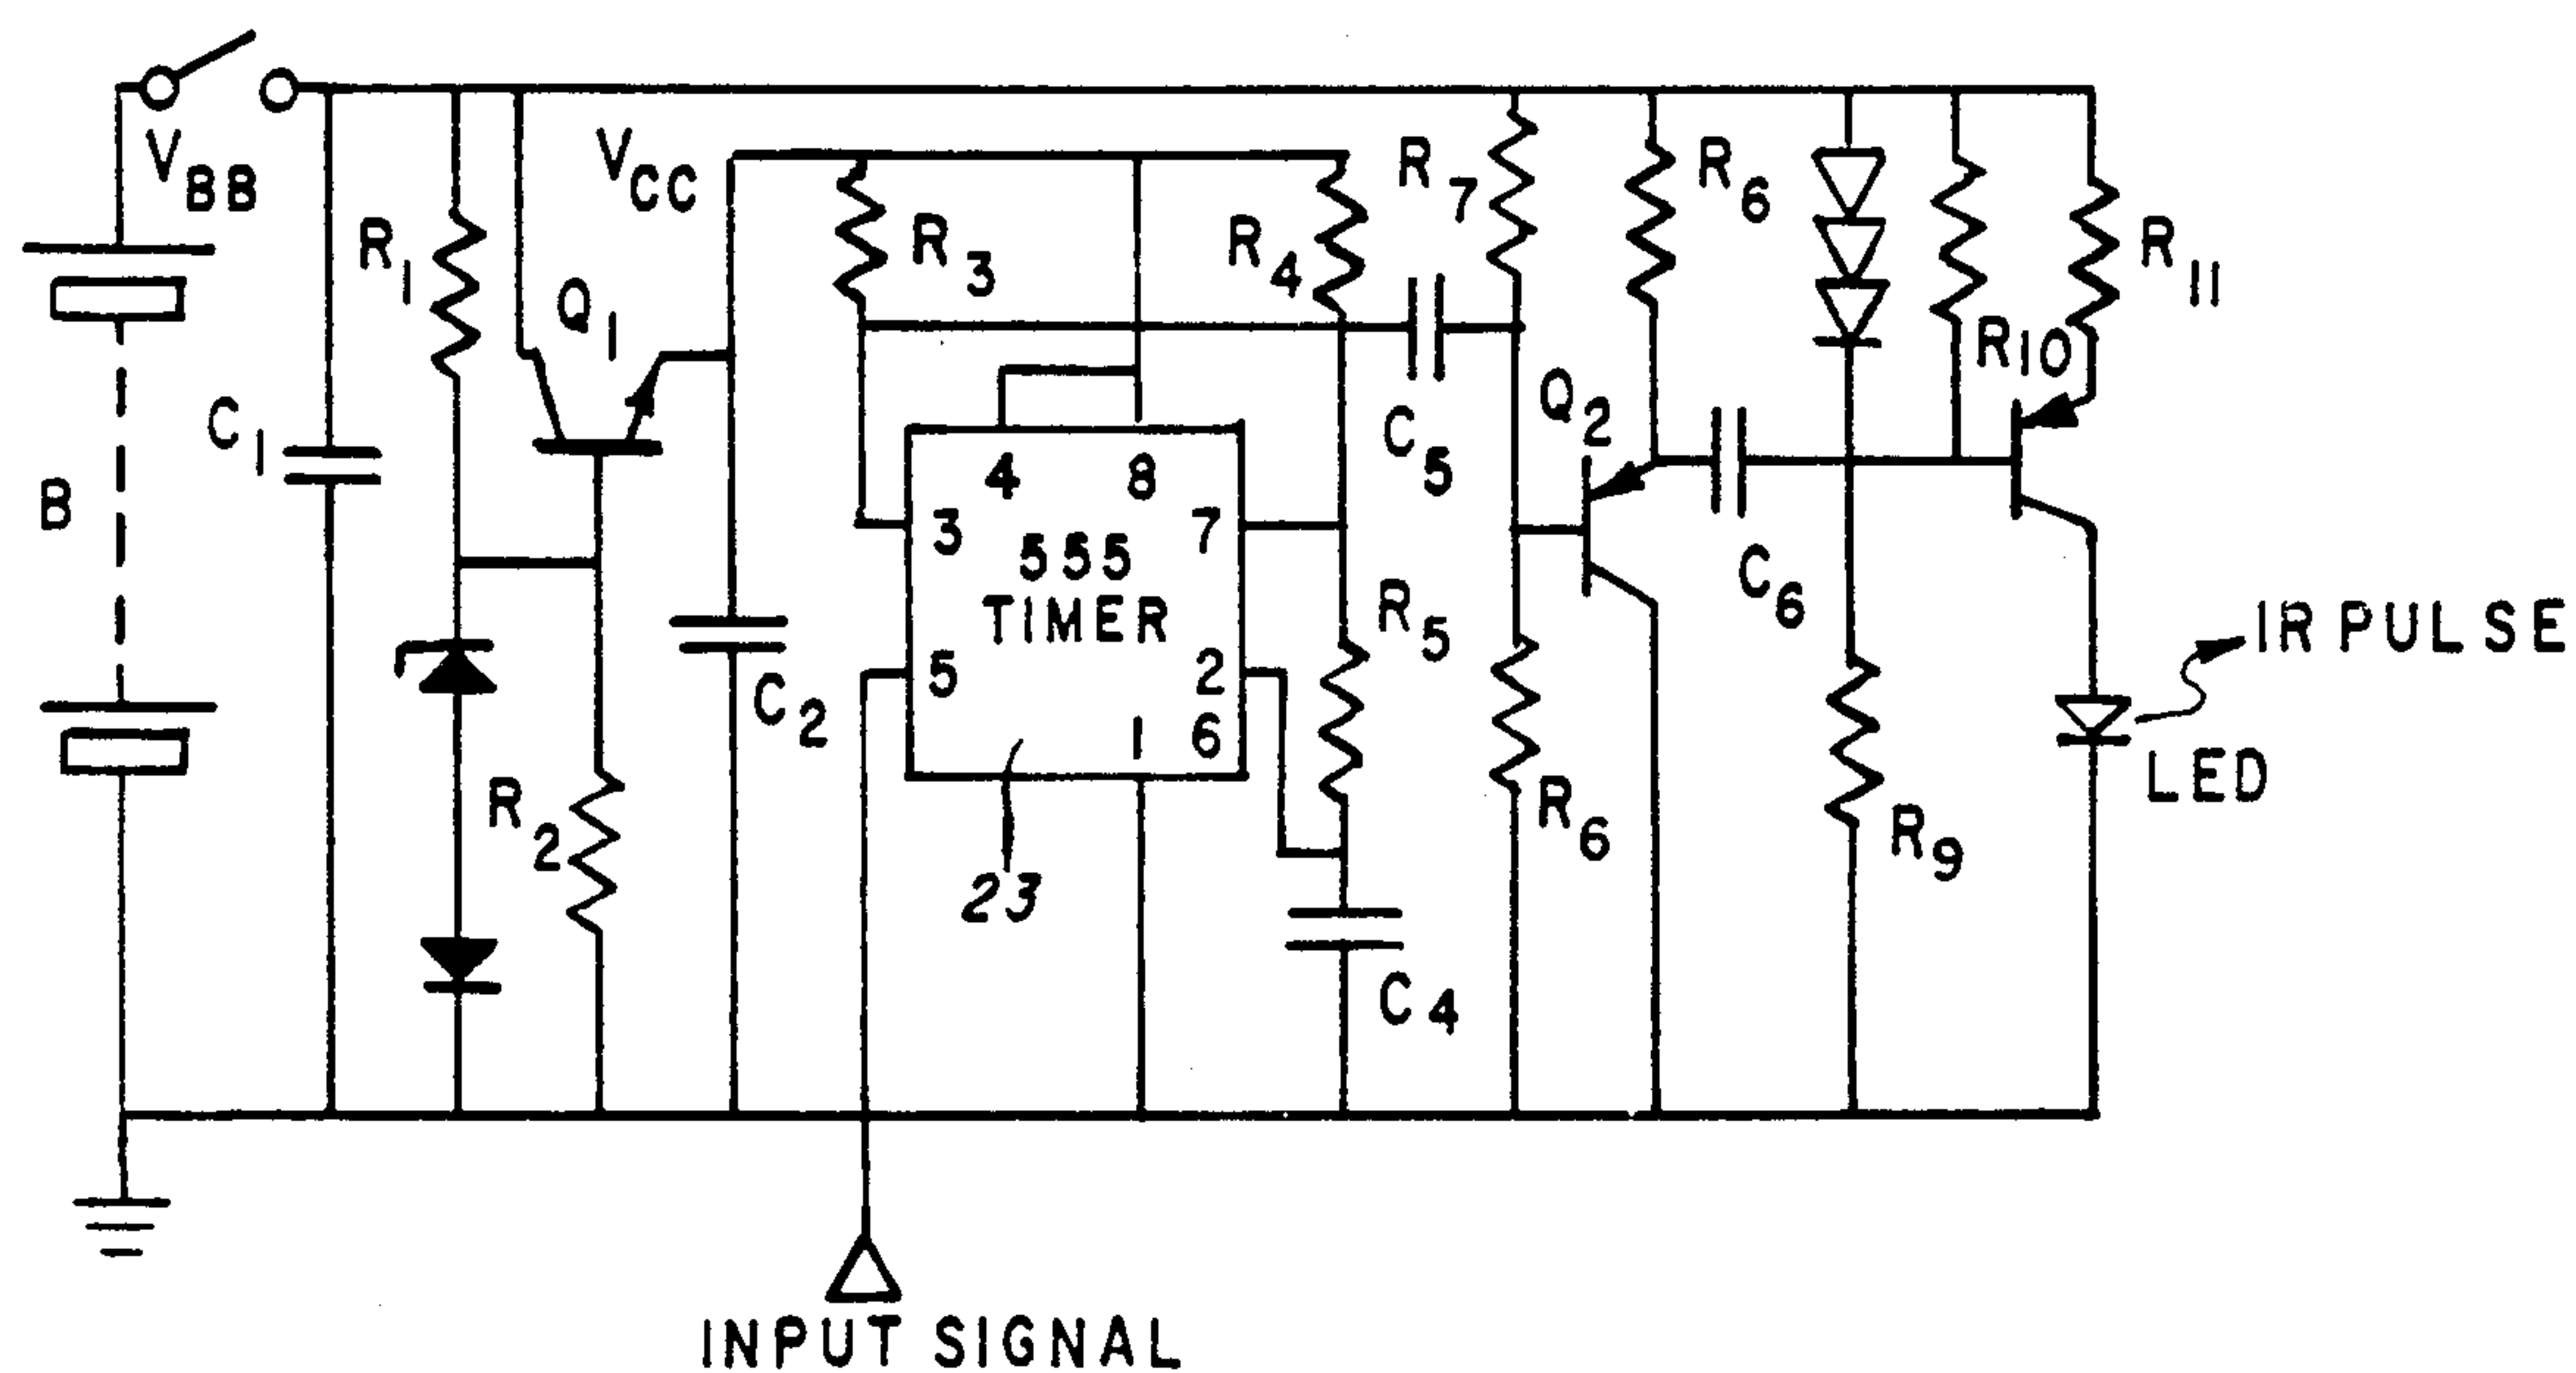 V BB
V CC
R 7
R 6
R 1
Q 1
R 3
R 4
R 11
R 10
C 1
B
Q 2
C 5
4 8
3 7
555
TIMER
5 2
1 6
C 2
R 5
C 6
IR PULSE
LED
R 2
R 6
R 9
23
C 4
INPUT SIGNAL